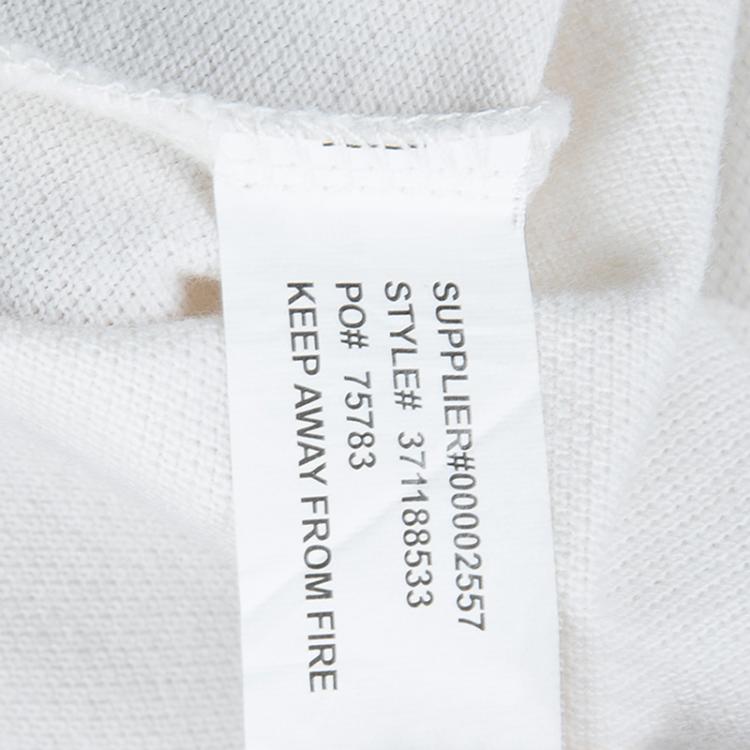 SUPPLIER#00002557
STYLE# 371188533
PO# 75783
KEEP AWAY FROM FIRE